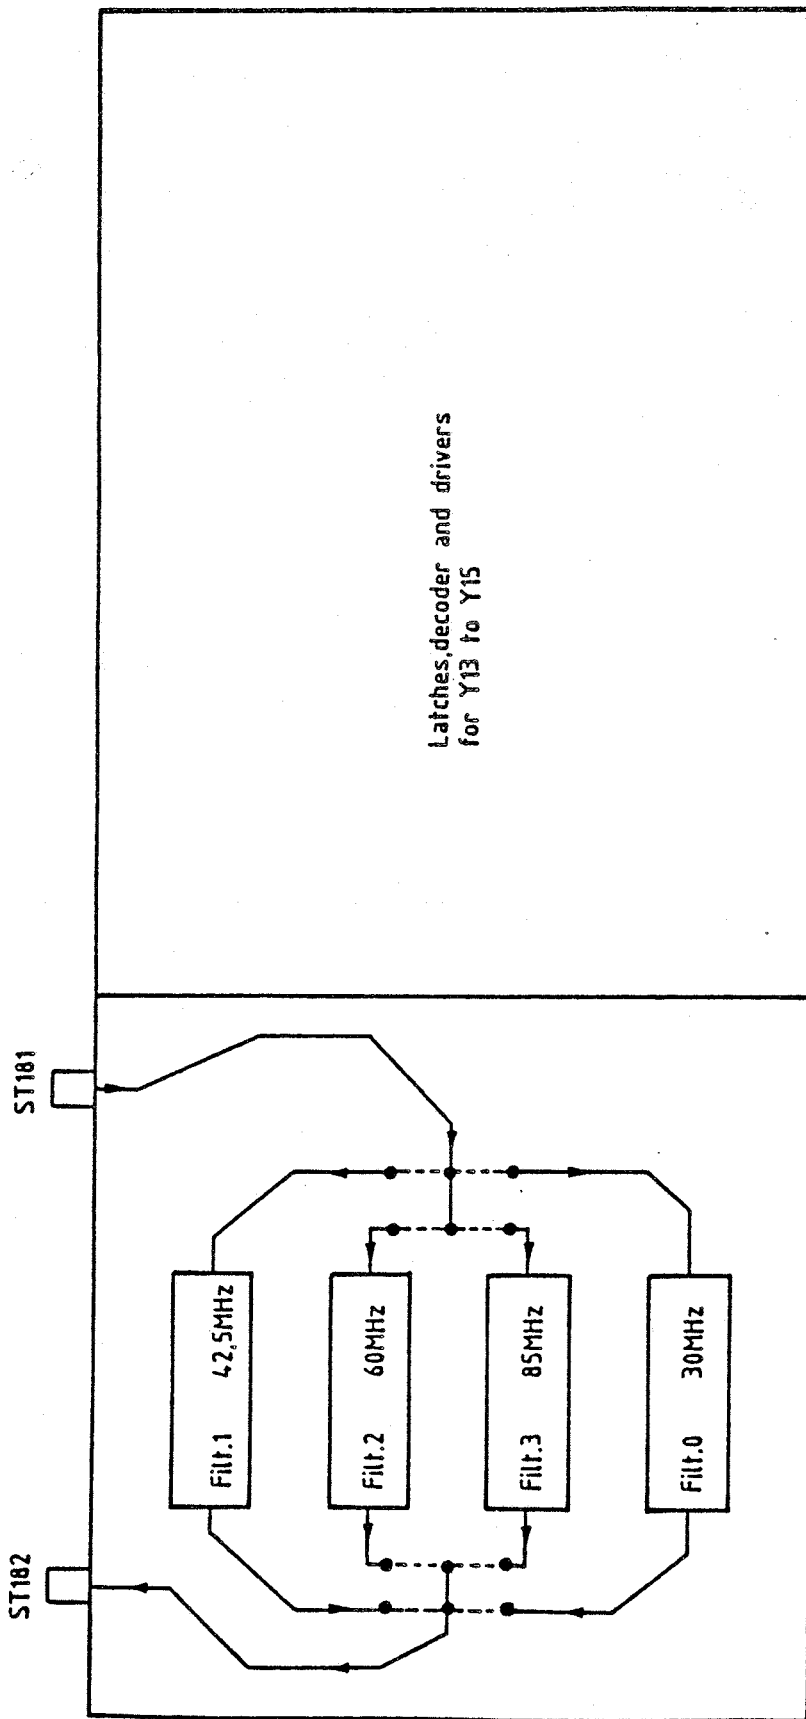 ST182
ST181
Filt.1 42,5MHz
Filt.2 60MHz
Filt.3 85MHz
Filt.0 30MHz
Latches,decoder and drivers
for Y13 to Y15